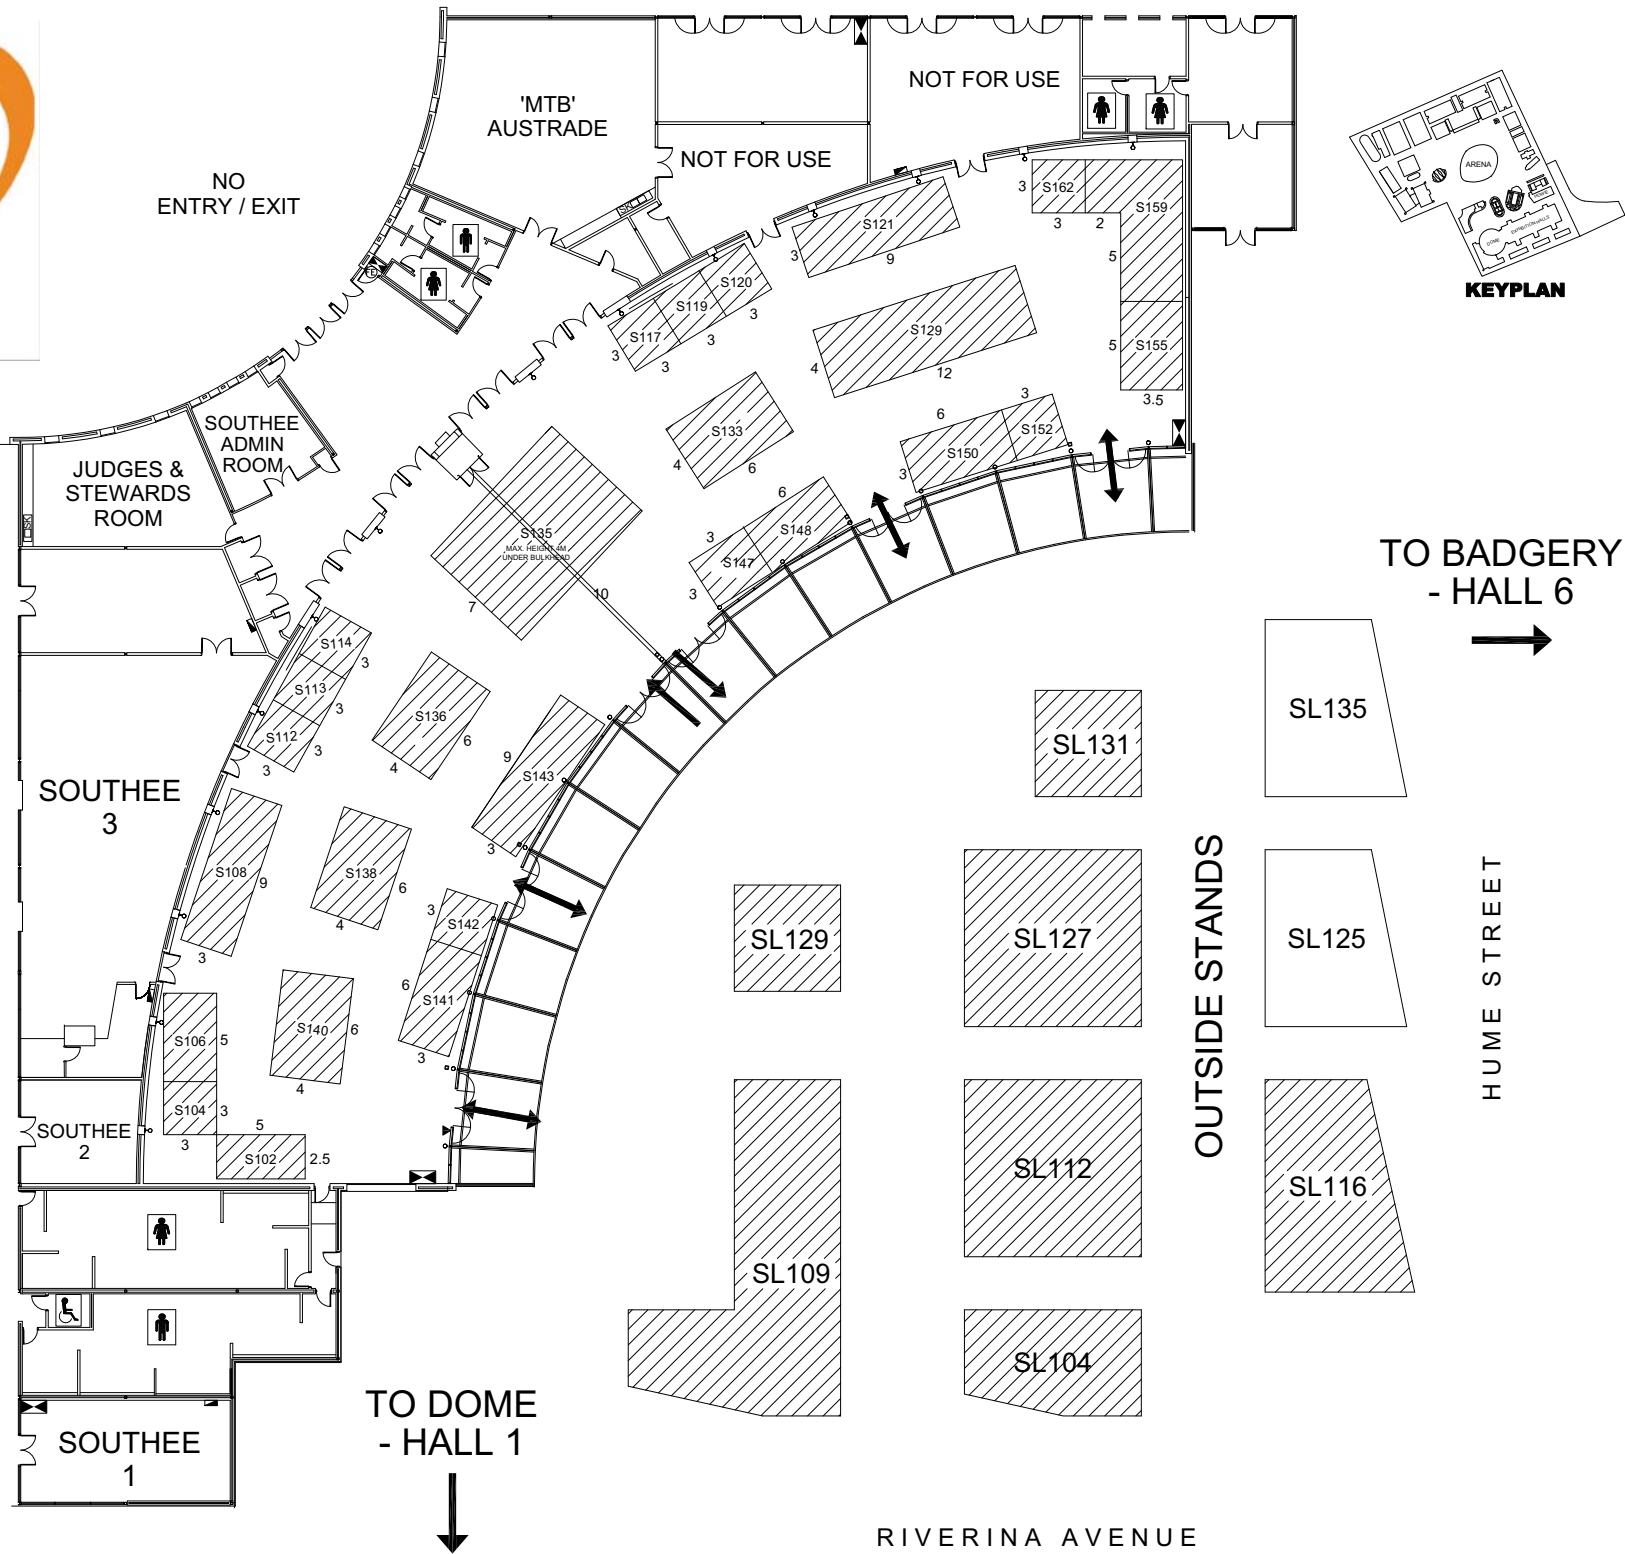 'MTB'
AUSTRADE
NOT FOR USE
NOT FOR USE
NO
ENTRY / EXIT
SK
FE
ARENA
DOME
EXHIBITION HALLS
KEYPLAN
S162
3
3
2
S159
5
S155
5
3.5
S121
3
9
S120
3
S119
3
S117
3
3
S129
4
12
S133
4
6
6
3
S150
S152
3
6
S148
3
S147
3
SOUTHEE
ADMIN
ROOM
JUDGES &
STEWARDS
ROOM
SK
S135
MAX. HEIGHT 4M
UNDER BULKHEAD
7
10
TO BADGERY
- HALL 6
S114
3
S113
3
S112
3
3
S136
6
4
9
S143
3
SOUTHEE
3
S108
9
3
S138
6
4
3
S142
6
S141
3
S106
5
S140
6
4
S104
3
3
5
S102
2.5
SOUTHEE
2
SL135
SL131
SL129
SL127
SL125
OUTSIDE STANDS
HUME STREET
SL112
SL116
SL109
SL104
TO DOME
- HALL 1
SOUTHEE
1
RIVERINA AVENUE